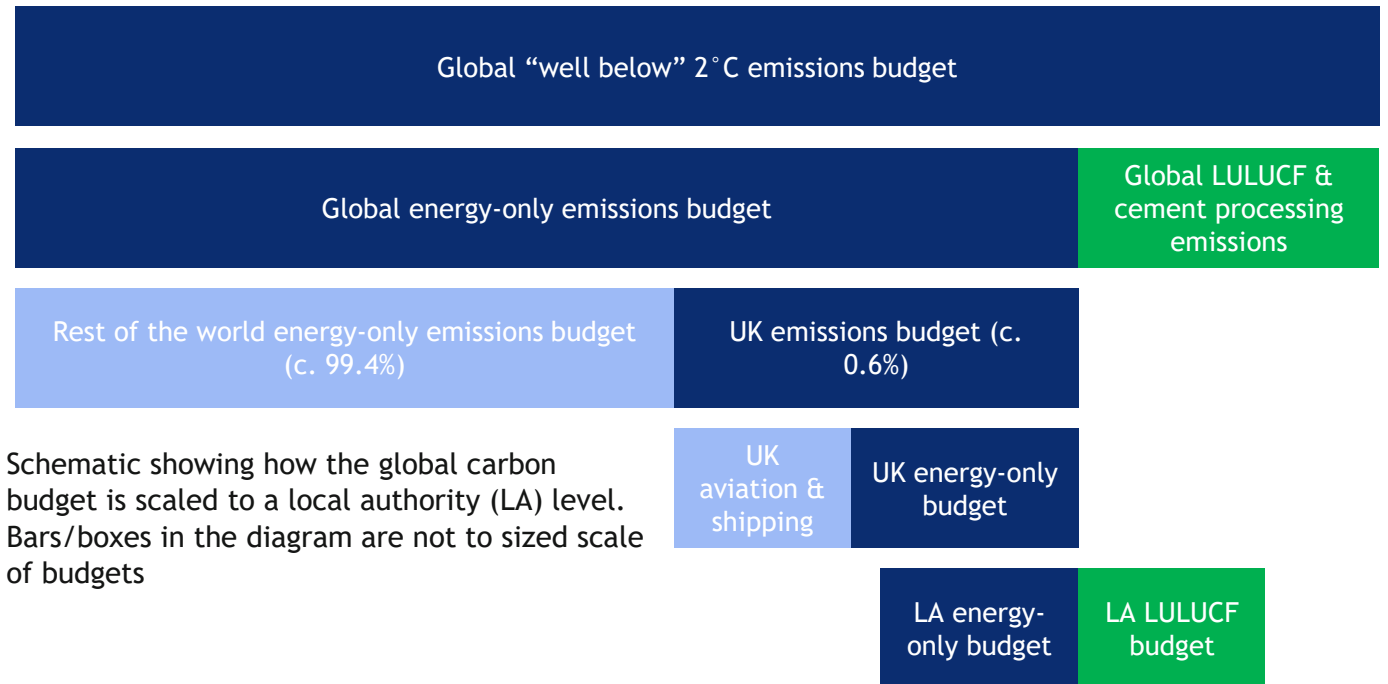 Global “well below” 2°C emissions budget
Global energy-only emissions budget
Global LULUCF &
cement processing
emissions
Rest of the world energy-only emissions budget
(c. 99.4%)
UK emissions budget (c.
0.6%)
Schematic showing how the global carbon
budget is scaled to a local authority (LA) level.
Bars/boxes in the diagram are not to sized scale
of budgets
UK
aviation &
shipping
UK energy-only
budget
LA energy-
only budget
LA LULUCF
budget